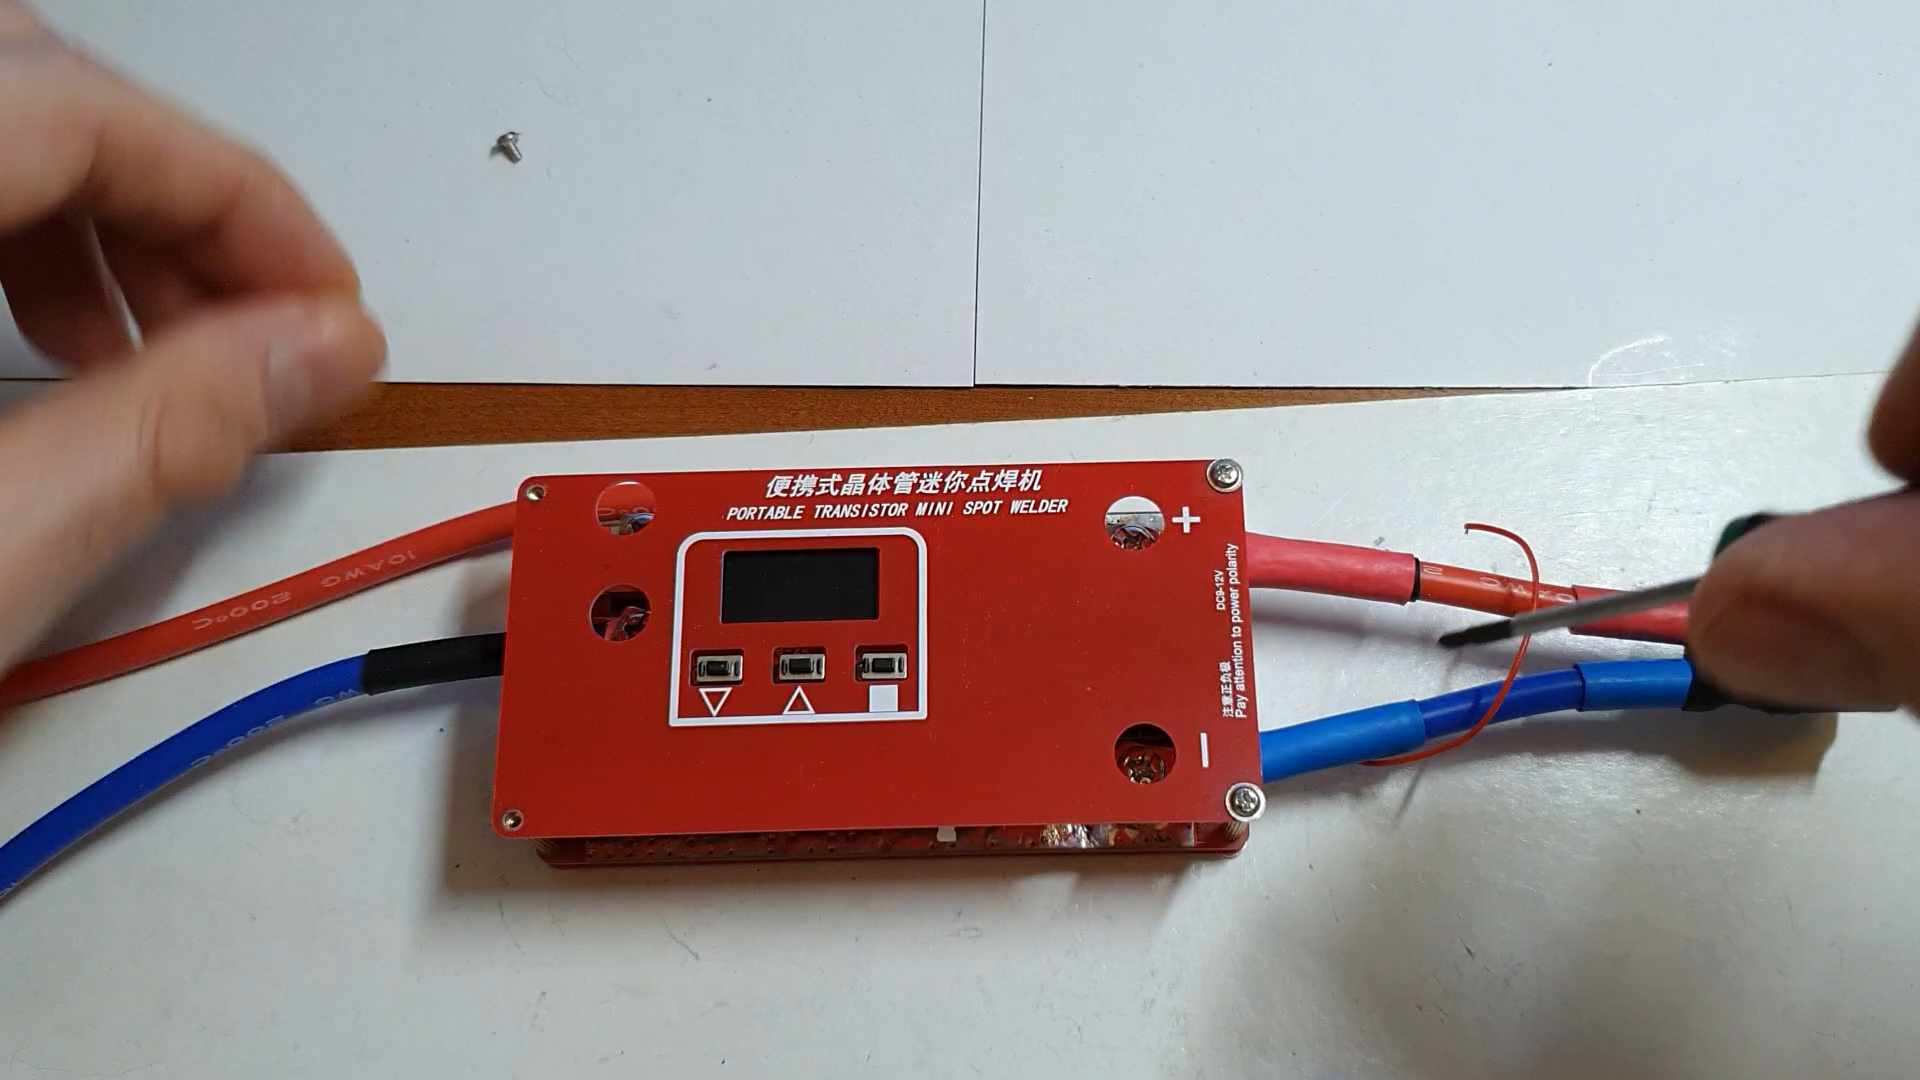 便携式晶体管迷你点焊机
PORTABLE TRANSISTOR MINI SPOT WELDER
+
DC9-12V
注意正负极
Pay attention to power polarity
−
10AWG
200°C